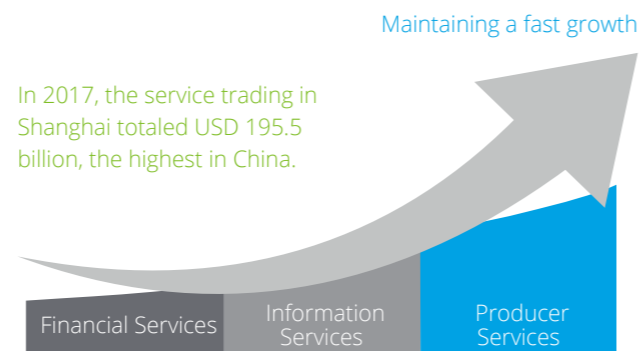 Maintaining a fast growth
In 2017, the service trading in
Shanghai totaled USD 195.5
billion, the highest in China.
Financial Services
Information
Services
Producer
Services